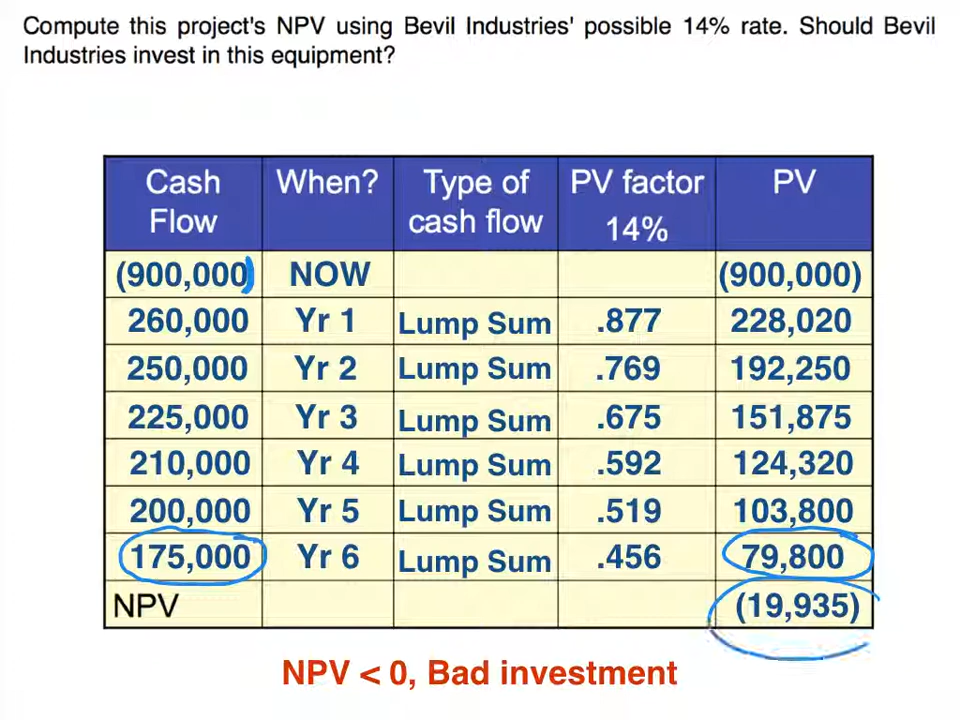 Compute this project's NPV using Bevil Industries' possible 14% rate. Should Bevil
Industries invest in this equipment?
Cash Flow When? Type of cash flow PV factor 14% PV
(900,000) NOW (900,000)
260,000 Yr 1 Lump Sum .877 228,020
250,000 Yr 2 Lump Sum .769 192,250
225,000 Yr 3 Lump Sum .675 151,875
210,000 Yr 4 Lump Sum .592 124,320
200,000 Yr 5 Lump Sum .519 103,800
175,000 Yr 6 Lump Sum .456 79,800
NPV (19,935)
NPV < 0, Bad investment